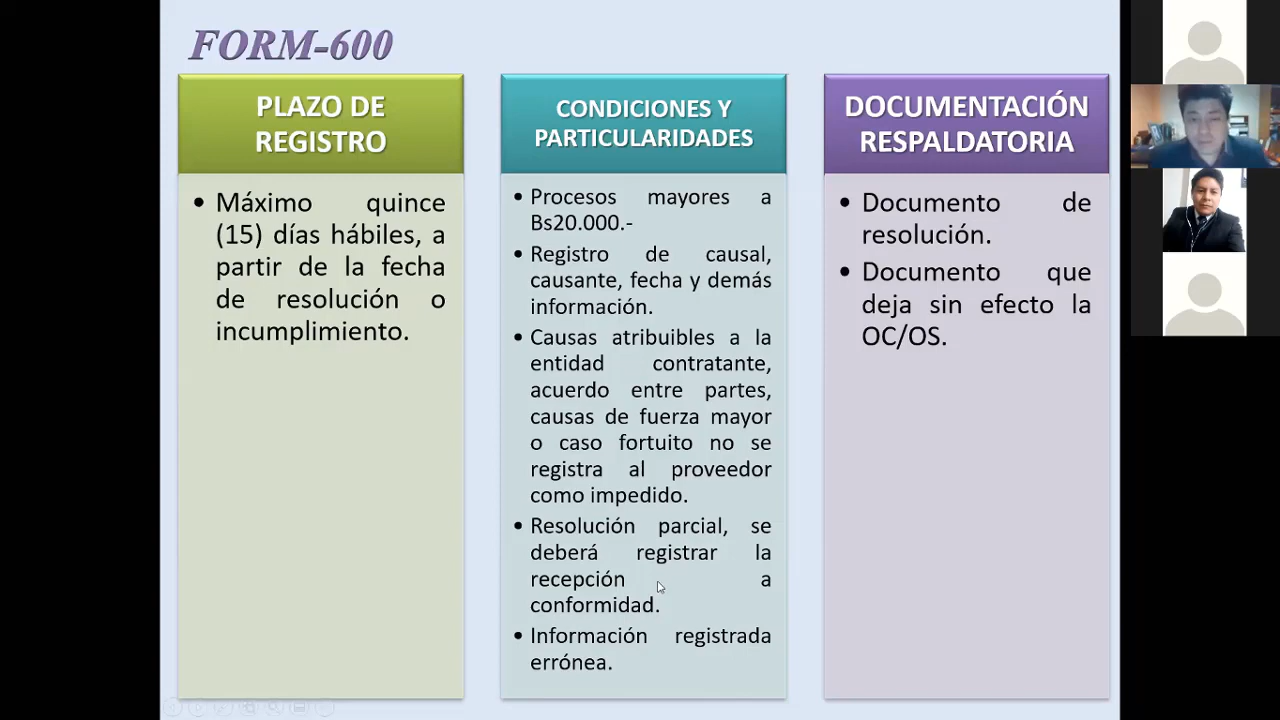 FORM-600
PLAZO DE
REGISTRO
• Máximo quince
(15) días hábiles, a
partir de la fecha
de resolución o
incumplimiento.
CONDICIONES Y
PARTICULARIDADES
• Procesos mayores a
Bs20.000.-
• Registro de causal,
causante, fecha y demás
información.
• Causas atribuibles a la
entidad contratante,
acuerdo entre partes,
causas de fuerza mayor
o caso fortuito no se
registra al proveedor
como impedido.
• Resolución parcial, se
deberá registrar la
recepción a
conformidad.
• Información registrada
errónea.
DOCUMENTACIÓN
RESPALDATORIA
• Documento de
resolución.
• Documento que
deja sin efecto la
OC/OS.